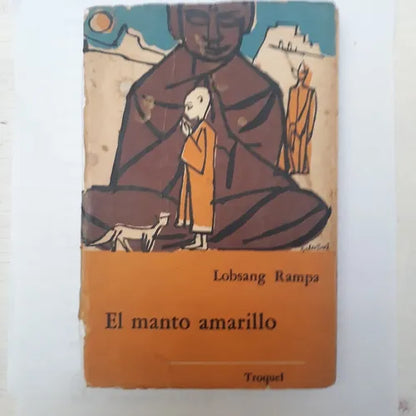 Lobsang Rampa
El manto amarillo
Troquel